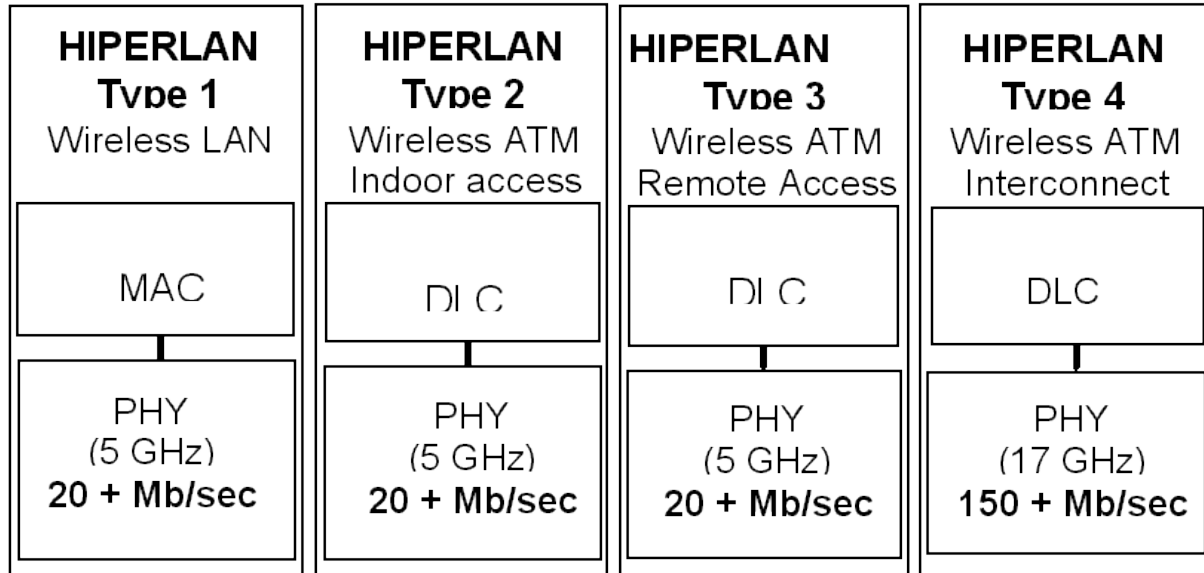 HIPERLAN
Type 1
Wireless LAN
MAC
PHY
(5 GHz)
20 + Mb/sec
HIPERLAN
Type 2
Wireless ATM
Indoor access
DLC
PHY
(5 GHz)
20 + Mb/sec
HIPERLAN
Type 3
Wireless ATM
Remote Access
DLC
PHY
(5 GHz)
20 + Mb/sec
HIPERLAN
Type 4
Wireless ATM
Interconnect
DLC
PHY
(17 GHz)
150 + Mb/sec